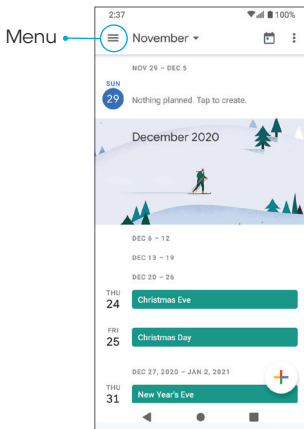 2:37
100%
Menu
November
NOV 29 – DEC 5
SUN
29
Nothing planned. Tap to create.
December 2020
DEC 6 – 12
DEC 13 – 19
DEC 20 – 26
THU
24
Christmas Eve
FRI
25
Christmas Day
DEC 27, 2020 – JAN 2, 2021
THU
31
New Year's Eve